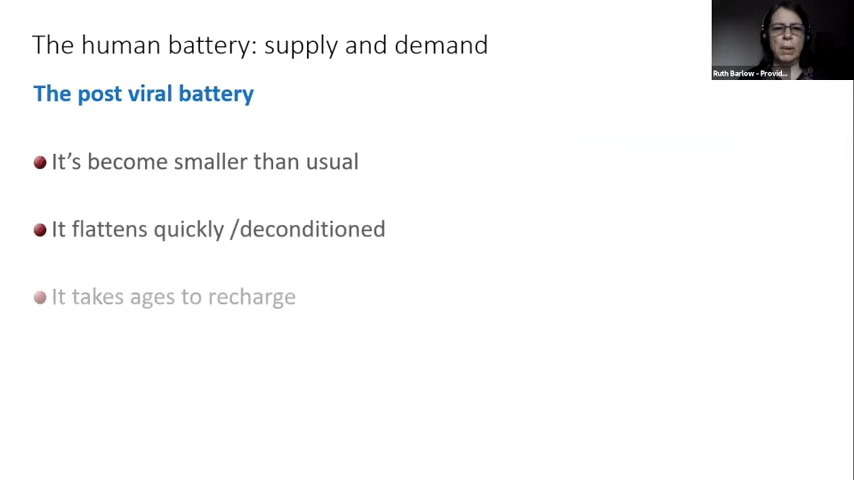 The human battery: supply and demand
Ruth Barlow - Provid...
The post viral battery
It's become smaller than usual
It flattens quickly /deconditioned
It takes ages to recharge